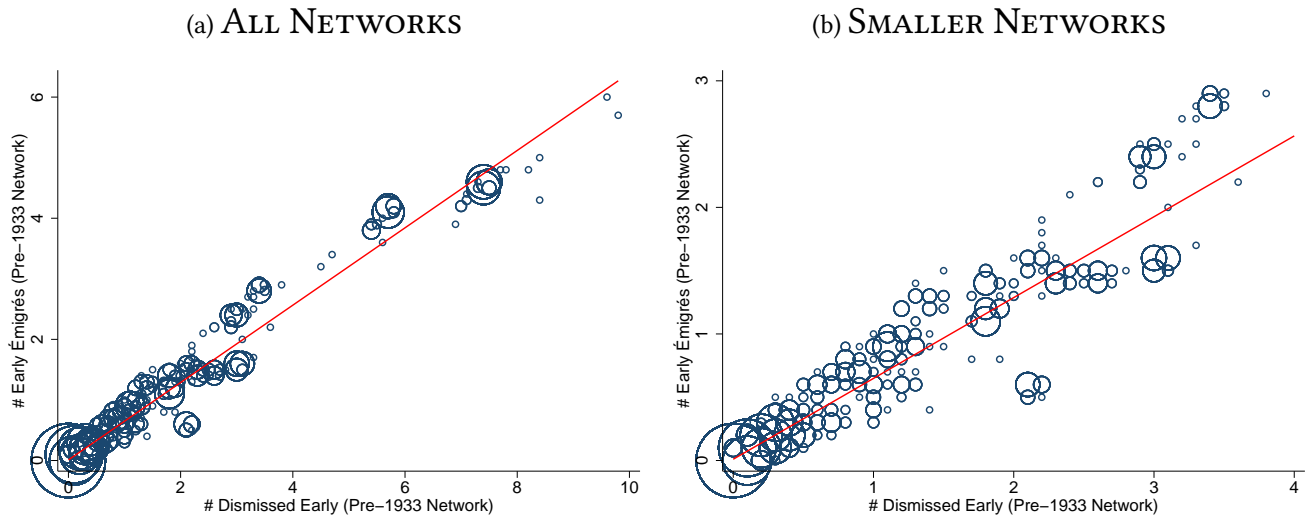 (a) ALL NETWORKS
# Early Émigrés (Pre−1933 Network)
6
4
2
0
0 2 4 6 8 10
# Dismissed Early (Pre−1933 Network)
(b) SMALLER NETWORKS
# Early Émigrés (Pre−1933 Network)
3
2
1
0
0 1 2 3 4
# Dismissed Early (Pre−1933 Network)